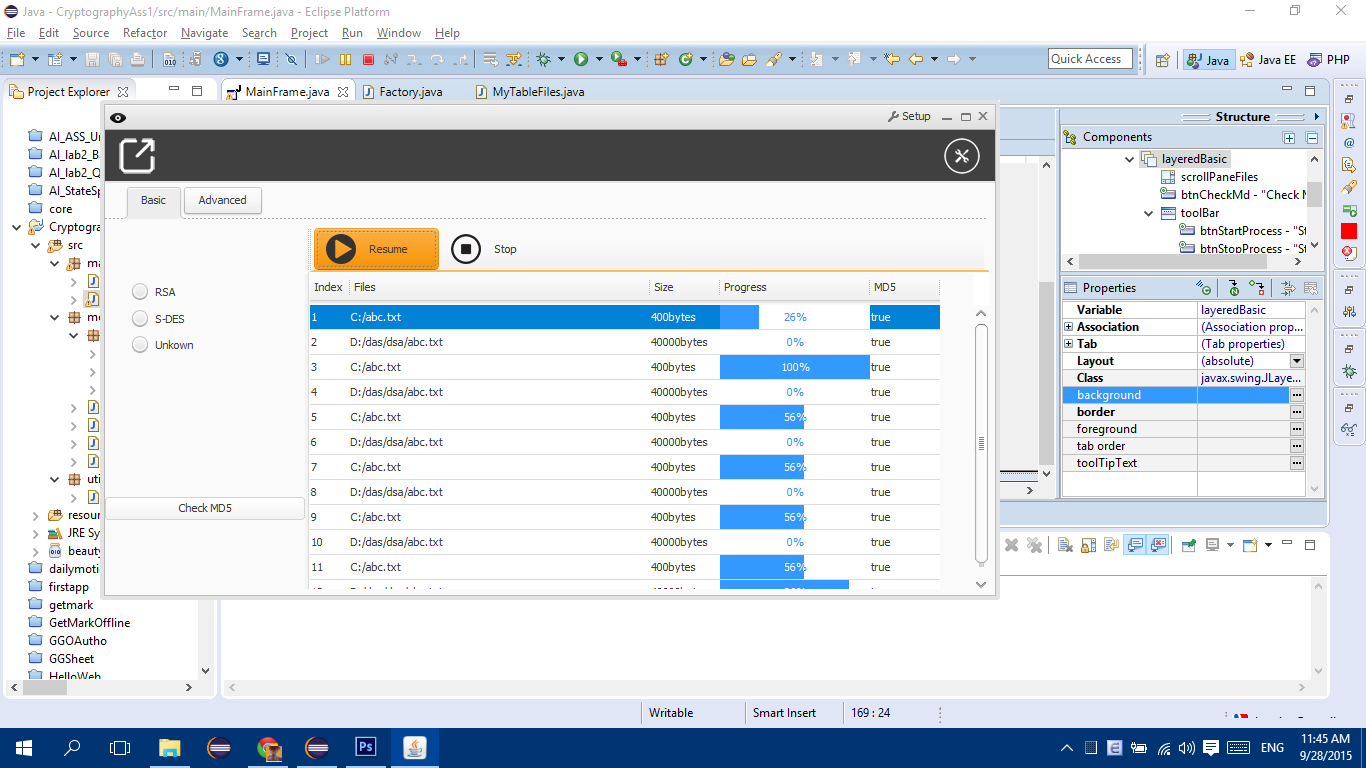 Java - CryptographyAss1/src/main/MainFrame.java - Eclipse Platform
File Edit Source Refactor Navigate Search Project Run Window Help
Quick Access
Java
Java EE
PHP
Project Explorer
MainFrame.java
Factory.java
MyTableFiles.java
AI_ASS_Un
AI_lab2_B
AI_lab2_Q
AI_StateSp
core
Cryptogra
src
ma
mo
uti
resour
JRE Sy
beauty
dailymoti
firstapp
getmark
GetMarkOffline
GGOAutho
GGSheet
HelloWeb
Setup
Basic
Advanced
RSA
S-DES
Unkown
Check MD5
Resume
Stop
Index Files Size Progress MD5
1 C:/abc.txt 400bytes 26% true
2 D:/das/dsa/abc.txt 40000bytes 0% true
3 C:/abc.txt 400bytes 100% true
4 D:/das/dsa/abc.txt 40000bytes 0% true
5 C:/abc.txt 400bytes 56% true
6 D:/das/dsa/abc.txt 40000bytes 0% true
7 C:/abc.txt 400bytes 56% true
8 D:/das/dsa/abc.txt 40000bytes 0% true
9 C:/abc.txt 400bytes 56% true
10 D:/das/dsa/abc.txt 40000bytes 0% true
11 C:/abc.txt 400bytes 56% true
Structure
Components
layeredBasic
scrollPaneFiles
btnCheckMd - "Check M
toolBar
btnStartProcess - "St
btnStopProcess - "St
Properties
Variable layeredBasic
Association (Association prop...
Tab (Tab properties)
Layout (absolute)
Class javax.swing.JLaye...
background
border
foreground
tab order
toolTipText
Writable
Smart Insert
169 : 24
ENG
11:45 AM
9/28/2015